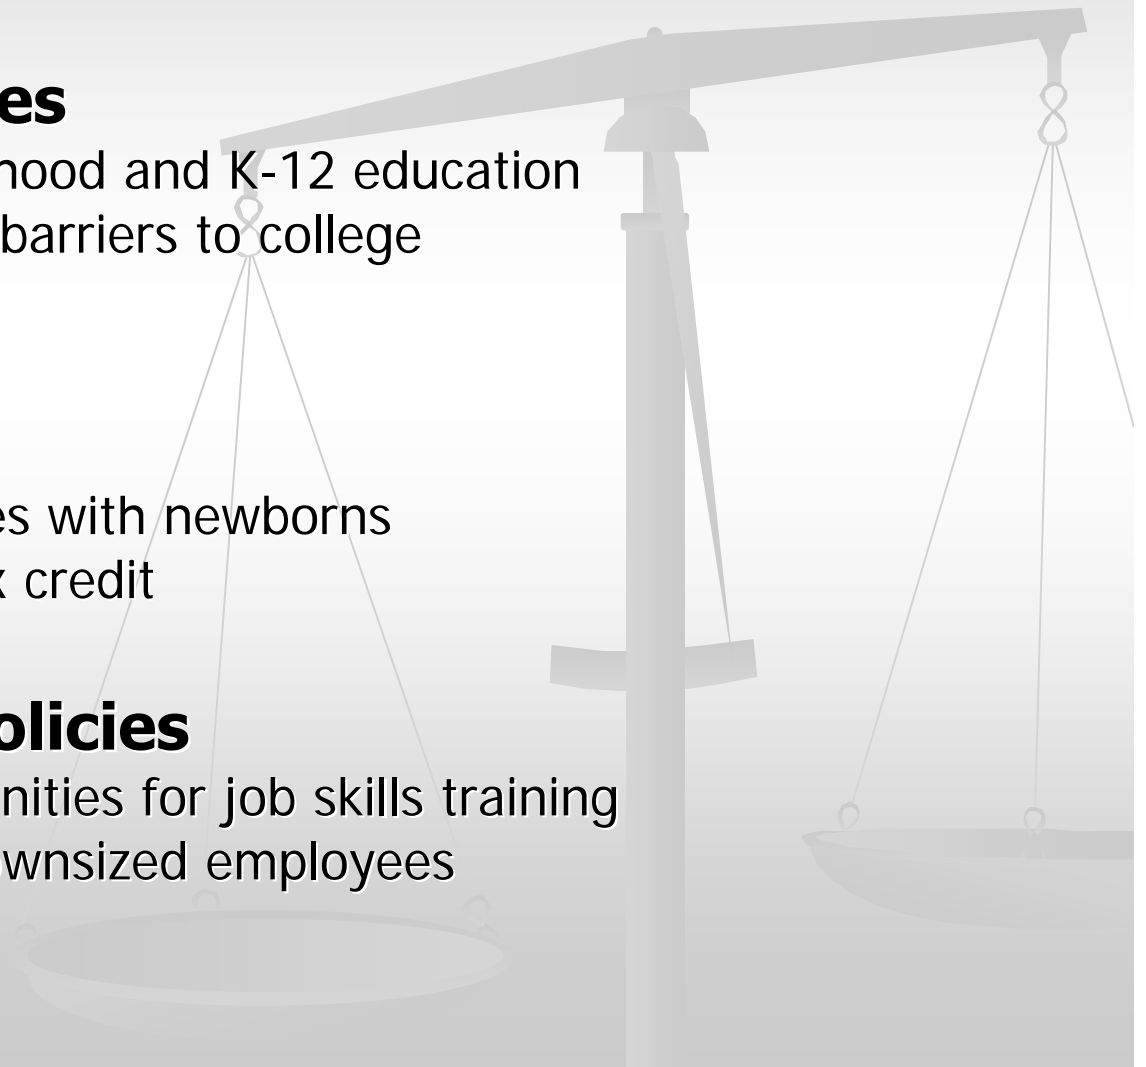 es
hood and K-12 education
barriers to college
es with newborns
x credit
olicies
nities for job skills training
wnsized employees